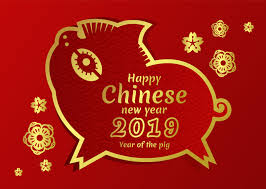 Happy
Chinese
new year
2019
Year of the pig